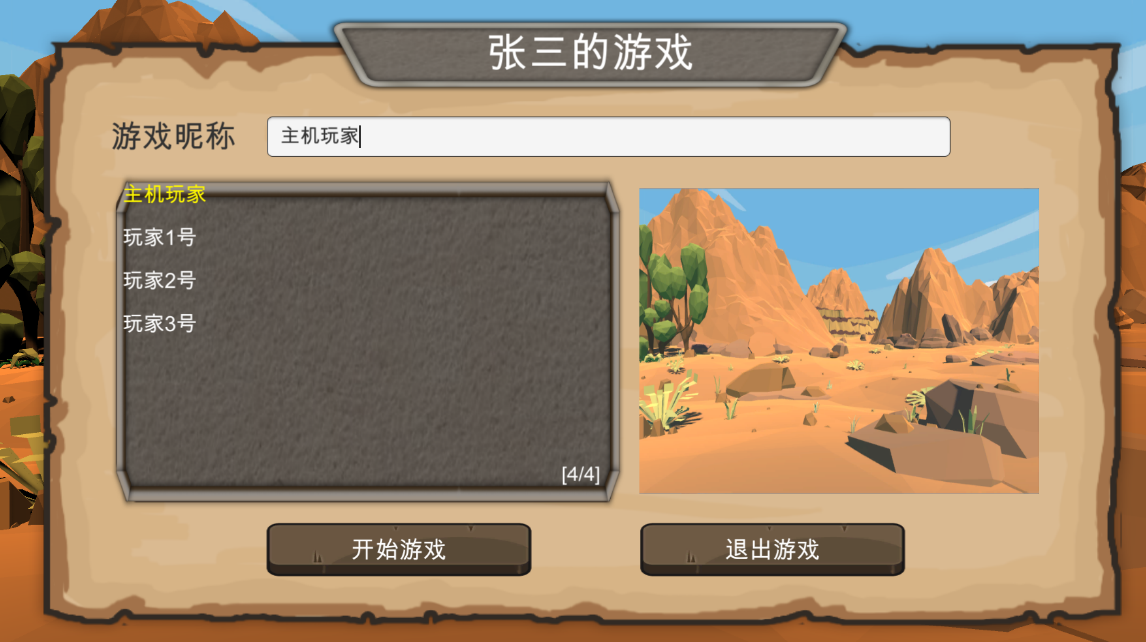 张三的游戏
游戏昵称 主机玩家
主机玩家
玩家1号
玩家2号
玩家3号
[4/4]
开始游戏 退出游戏